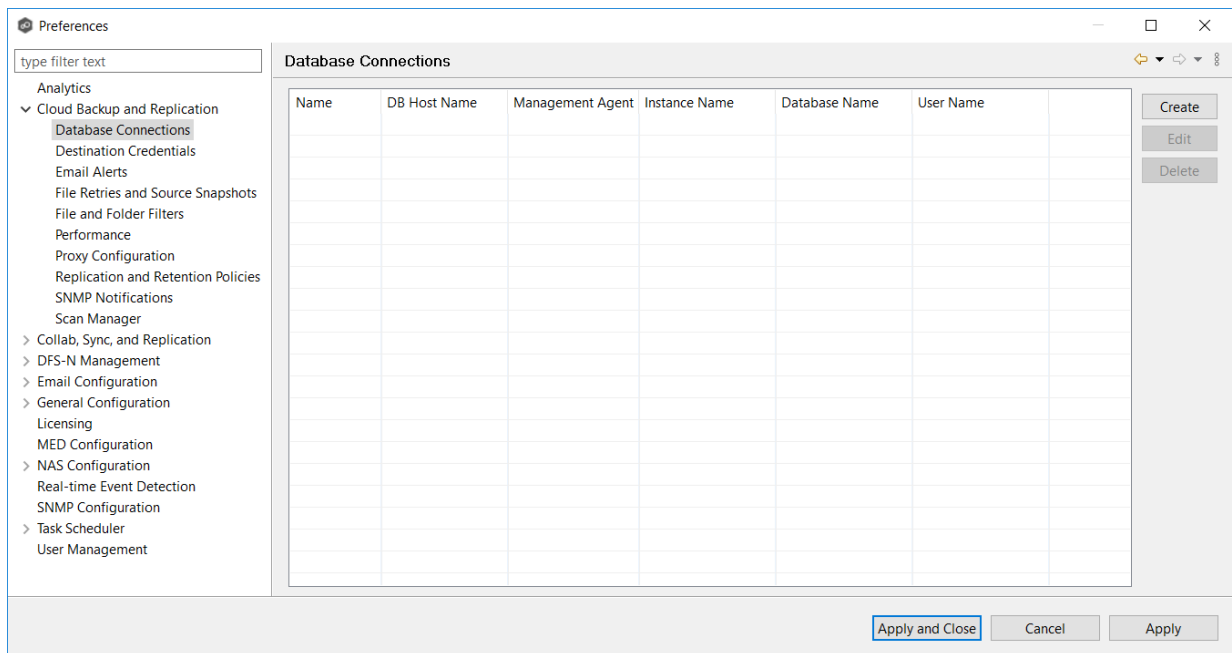 Preferences
type filter text
Analytics
Cloud Backup and Replication
Database Connections
Destination Credentials
Email Alerts
File Retries and Source Snapshots
File and Folder Filters
Performance
Proxy Configuration
Replication and Retention Policies
SNMP Notifications
Scan Manager
Collab, Sync, and Replication
DFS-N Management
Email Configuration
General Configuration
Licensing
MED Configuration
NAS Configuration
Real-time Event Detection
SNMP Configuration
Task Scheduler
User Management
Database Connections
Name DB Host Name Management Agent Instance Name Database Name User Name
Create
Edit
Delete
Apply and Close Cancel Apply